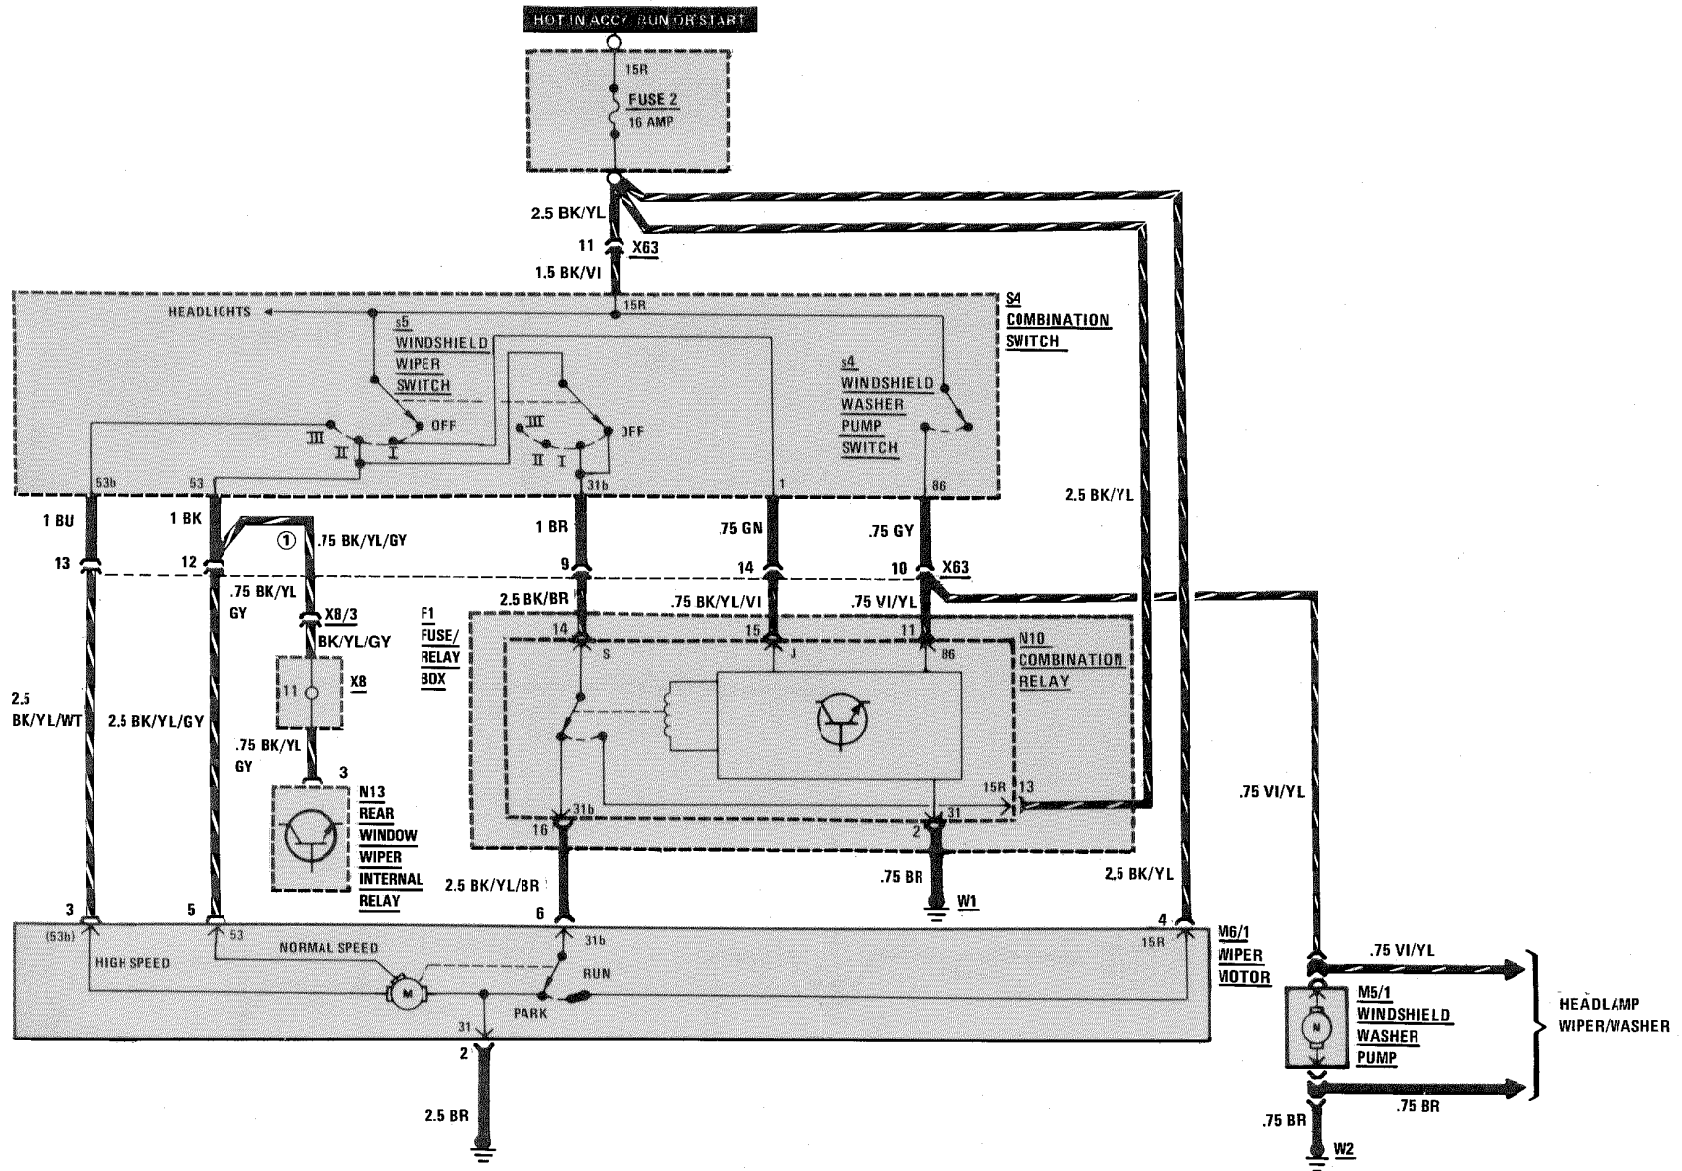 HOT IN ACCY, RUN OR START
15R
FUSE 2
16 AMP
2.5 BK/YL
11
X63
1.5 BK/VI
15R
HEADLIGHTS
S4
COMBINATION
SWITCH
s5
WINDSHIELD
WIPER
SWITCH
s4
WINDSHIELD
WASHER
PUMP
SWITCH
OFF
III
II
I
III
II
I
OFF
53b
53
31b
1
86
2.5 BK/YL
1 BU
1 BK
1 BR
.75 GN
.75 GY
1
.75 BK/YL/GY
13
12
9
14
10
X63
.75 BK/YL
GY
X8/3
BK/YL/GY
2.5 BK/BR
.75 BK/YL/VI
.75 VI/YL
F1
FUSE/
RELAY
BOX
14
15
11
S
J
86
N10
COMBINATION
RELAY
11
X8
2.5
BK/YL/WT
2.5 BK/YL/GY
.75 BK/YL
GY
3
N13
REAR
WINDOW
WIPER
INTERNAL
RELAY
15R
13
31b
31
16
2
.75 VI/YL
2.5 BK/YL/BR
.75 BR
W1
2.5 BK/YL
3
5
6
4
(53b)
53
31b
15R
M6/1
WIPER
MOTOR
HIGH SPEED
NORMAL SPEED
M
RUN
PARK
31
2
2.5 BR
.75 VI/YL
M5/1
WINDSHIELD
WASHER
PUMP
N
HEADLAMP
WIPER/WASHER
.75 BR
.75 BR
W2